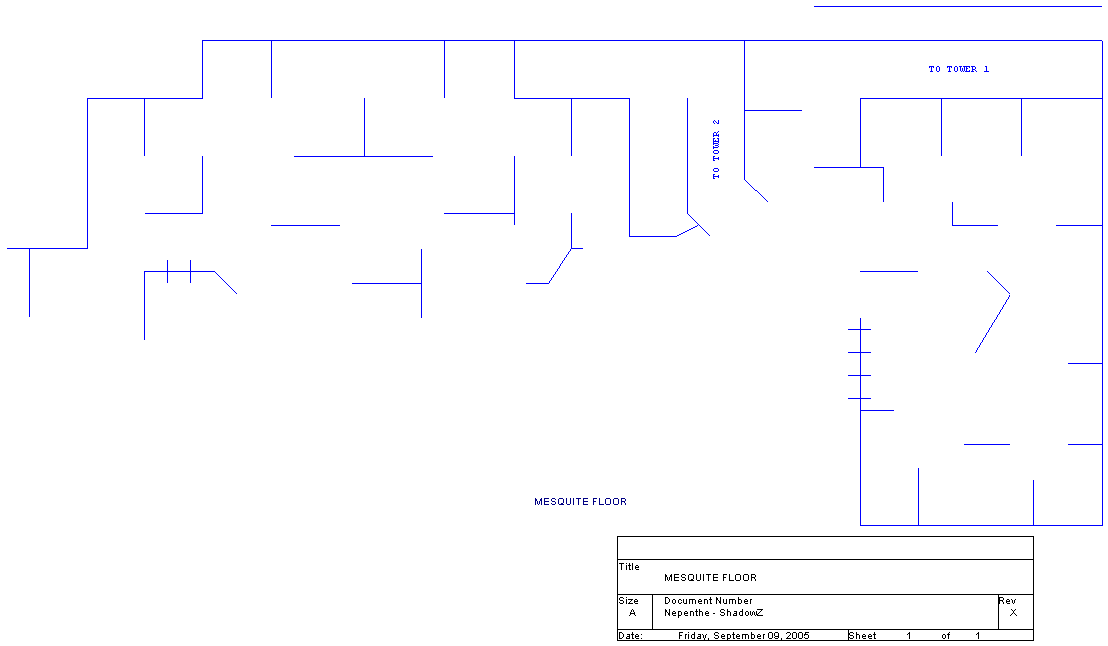 TO TOWER 1
TO TOWER 2
MESQUITE FLOOR
Title
MESQUITE FLOOR
Size Document Number Rev
A Nepenthe - ShadowZ X
Date: Friday, September 09, 2005 Sheet 1 of 1